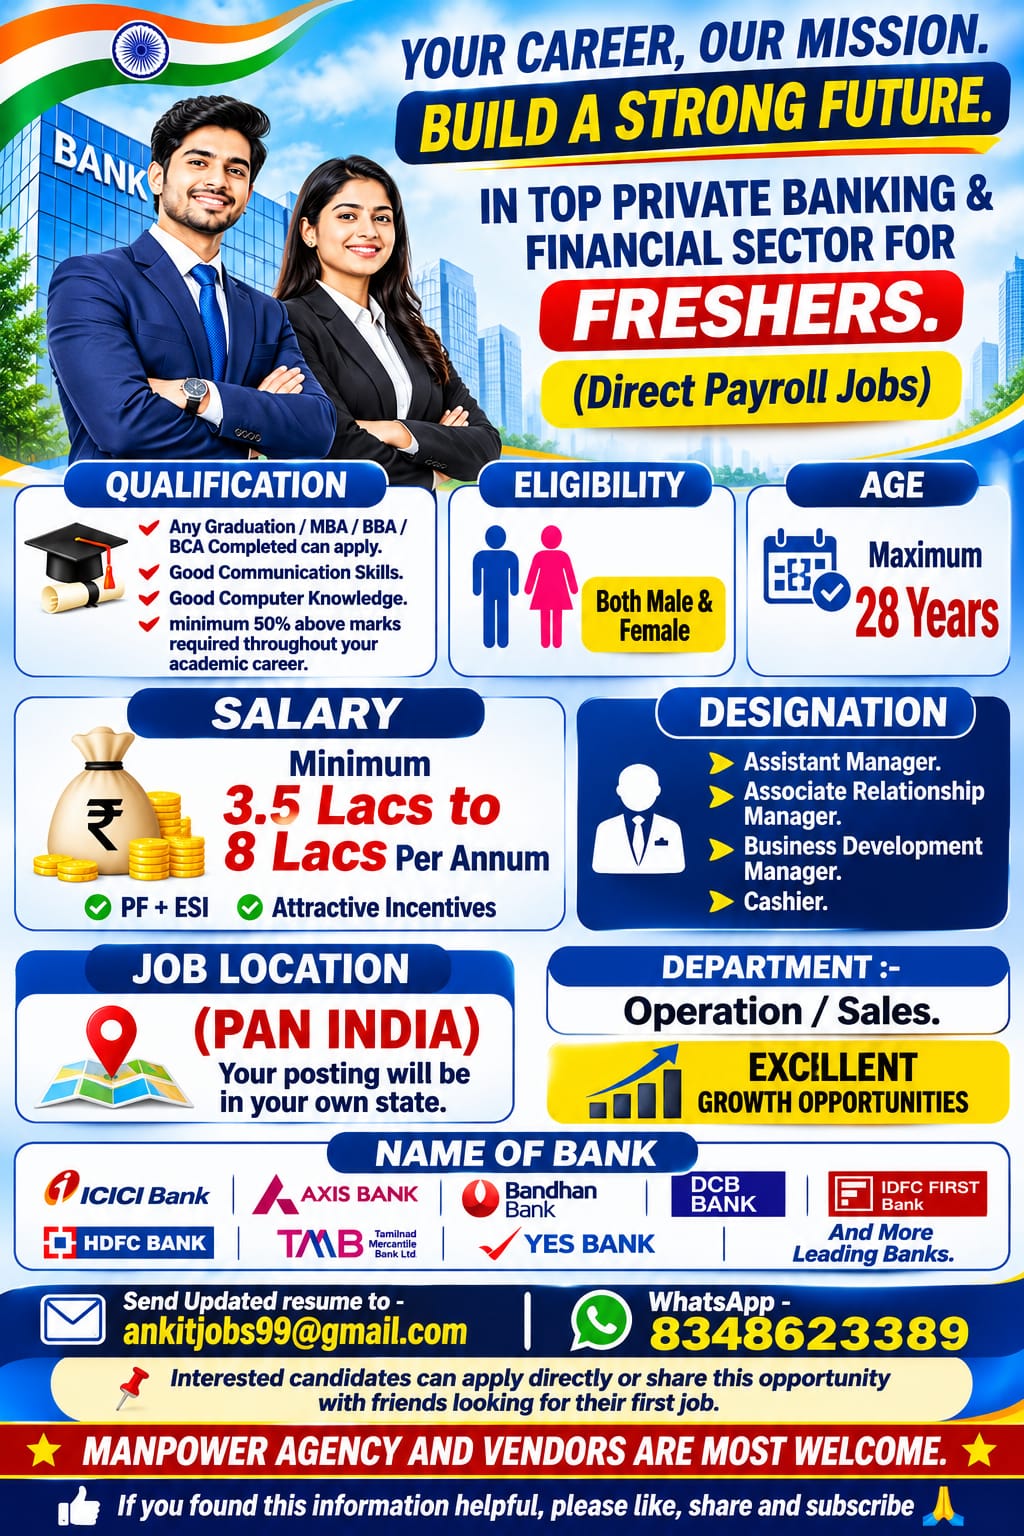 YOUR CAREER, OUR MISSION.
BUILD A STRONG FUTURE.
IN TOP PRIVATE BANKING &
FINANCIAL SECTOR FOR
FRESHERS.
(Direct Payroll Jobs)
BANK
QUALIFICATION
Any Graduation / MBA / BBA /
BCA Completed can apply.
Good Communication Skills.
Good Computer Knowledge.
minimum 50% above marks
required throughout your
academic career.
ELIGIBILITY
Both Male &
Female
AGE
Maximum
28 Years
SALARY
Minimum
3.5 Lacs to
8 Lacs Per Annum
PF + ESI
Attractive Incentives
₹
DESIGNATION
Assistant Manager.
Associate Relationship
Manager.
Business Development
Manager.
Cashier.
JOB LOCATION
(PAN INDIA)
Your posting will be
in your own state.
DEPARTMENT :-
Operation / Sales.
EXCELLENT
GROWTH OPPORTUNITIES
NAME OF BANK
ICICI Bank
AXIS BANK
Bandhan
Bank
DCB
BANK
IDFC FIRST
Bank
HDFC BANK
TMB Tamilnad
Mercantile
Bank Ltd
YES BANK
And More
Leading Banks.
Send Updated resume to -
ankitjobs99@gmail.com
WhatsApp -
8348623389
Interested candidates can apply directly or share this opportunity
with friends looking for their first job.
MANPOWER AGENCY AND VENDORS ARE MOST WELCOME.
If you found this information helpful, please like, share and subscribe